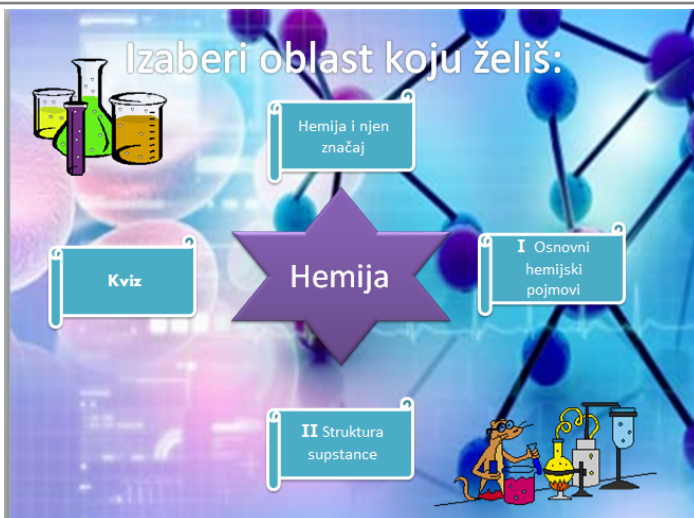 Izaberi oblast koju želiš:
Hemija i njen
značaj
Kviz
Hemija
I Osnovni
hemijski
pojmovi
II Struktura
supstance